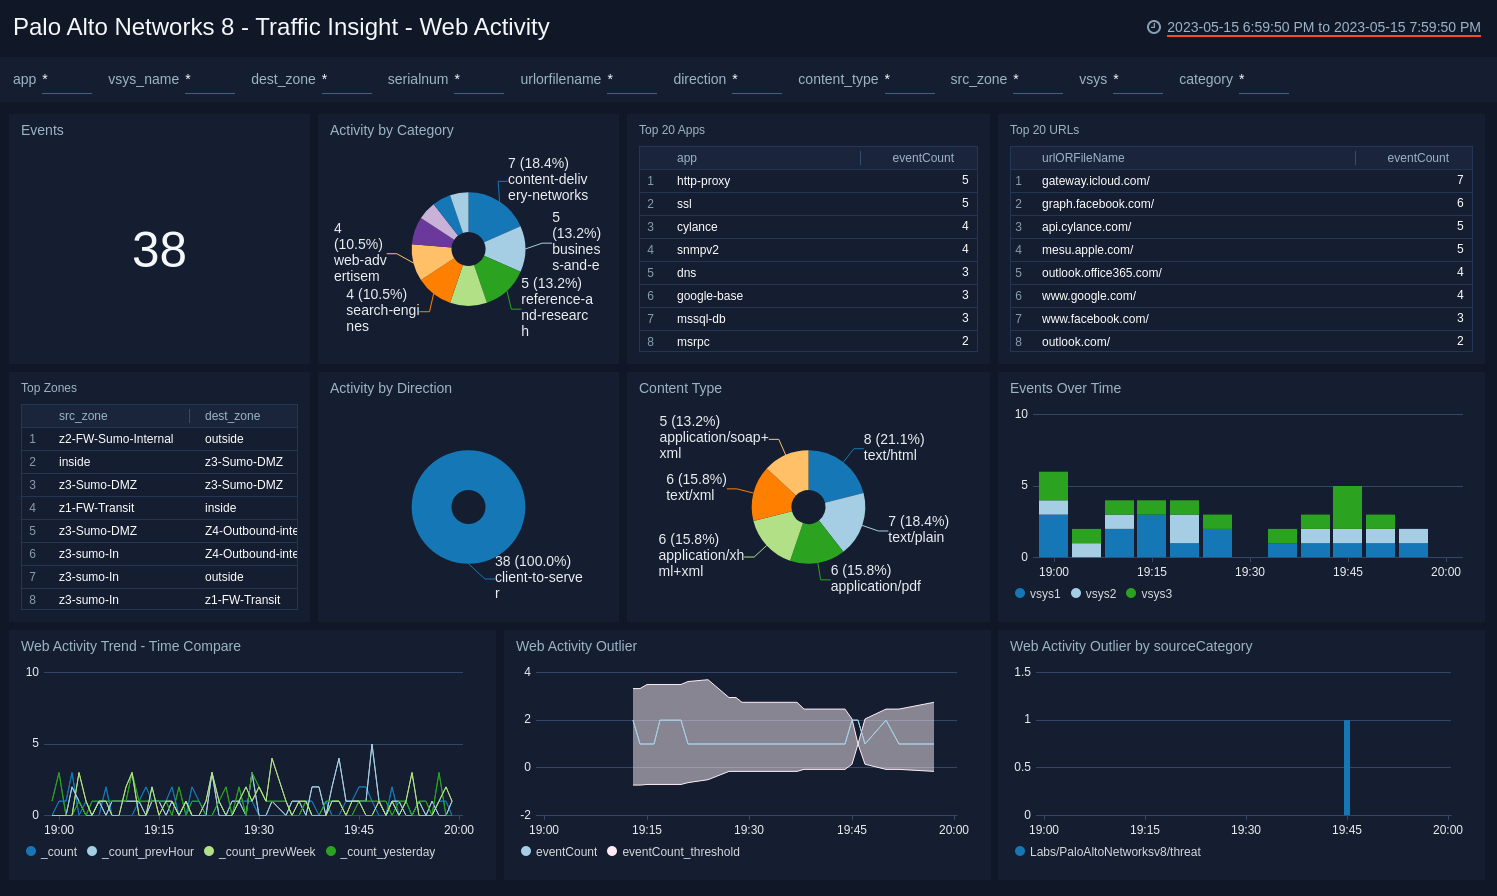 Palo Alto Networks 8 - Traffic Insight - Web Activity
2023-05-15 6:59:50 PM to 2023-05-15 7:59:50 PM
app * vsys_name * dest_zone * serialnum * urlorfilename * direction * content_type * src_zone * vsys * category *
Events
38
Activity by Category
7 (18.4%)
content-deliv
ery-networks
5
(13.2%)
busines
s-and-e
5 (13.2%)
reference-a
nd-researc
h
4
(10.5%)
web-adv
ertisem
4 (10.5%)
search-engi
nes
Top 20 Apps
app eventCount
1 http-proxy 5
2 ssl 5
3 cylance 4
4 snmpv2 4
5 dns 3
6 google-base 3
7 mssql-db 3
8 msrpc 2
Top 20 URLs
urlORFileName eventCount
1 gateway.icloud.com/ 7
2 graph.facebook.com/ 6
3 api.cylance.com/ 5
4 mesu.apple.com/ 5
5 outlook.office365.com/ 4
6 www.google.com/ 4
7 www.facebook.com/ 3
8 outlook.com/ 2
Top Zones
src_zone dest_zone
1 z2-FW-Sumo-Internal outside
2 inside z3-Sumo-DMZ
3 z3-Sumo-DMZ z3-Sumo-DMZ
4 z1-FW-Transit inside
5 z3-Sumo-DMZ Z4-Outbound-inte
6 z3-sumo-In Z4-Outbound-inte
7 z3-sumo-In outside
8 z3-sumo-In z1-FW-Transit
Activity by Direction
38 (100.0%)
client-to-serve
r
Content Type
5 (13.2%)
application/soap+
xml
8 (21.1%)
text/html
6 (15.8%)
text/xml
7 (18.4%)
text/plain
6 (15.8%)
application/xh
ml+xml
6 (15.8%)
application/pdf
Events Over Time
10
5
0
19:00 19:15 19:30 19:45 20:00
vsys1 vsys2 vsys3
Web Activity Trend - Time Compare
10
5
0
19:00 19:15 19:30 19:45 20:00
_count _count_prevHour _count_prevWeek _count_yesterday
Web Activity Outlier
4
2
0
-2
19:00 19:15 19:30 19:45 20:00
eventCount eventCount_threshold
Web Activity Outlier by sourceCategory
1.5
1
0.5
0
19:00 19:15 19:30 19:45 20:00
Labs/PaloAltoNetworksv8/threat